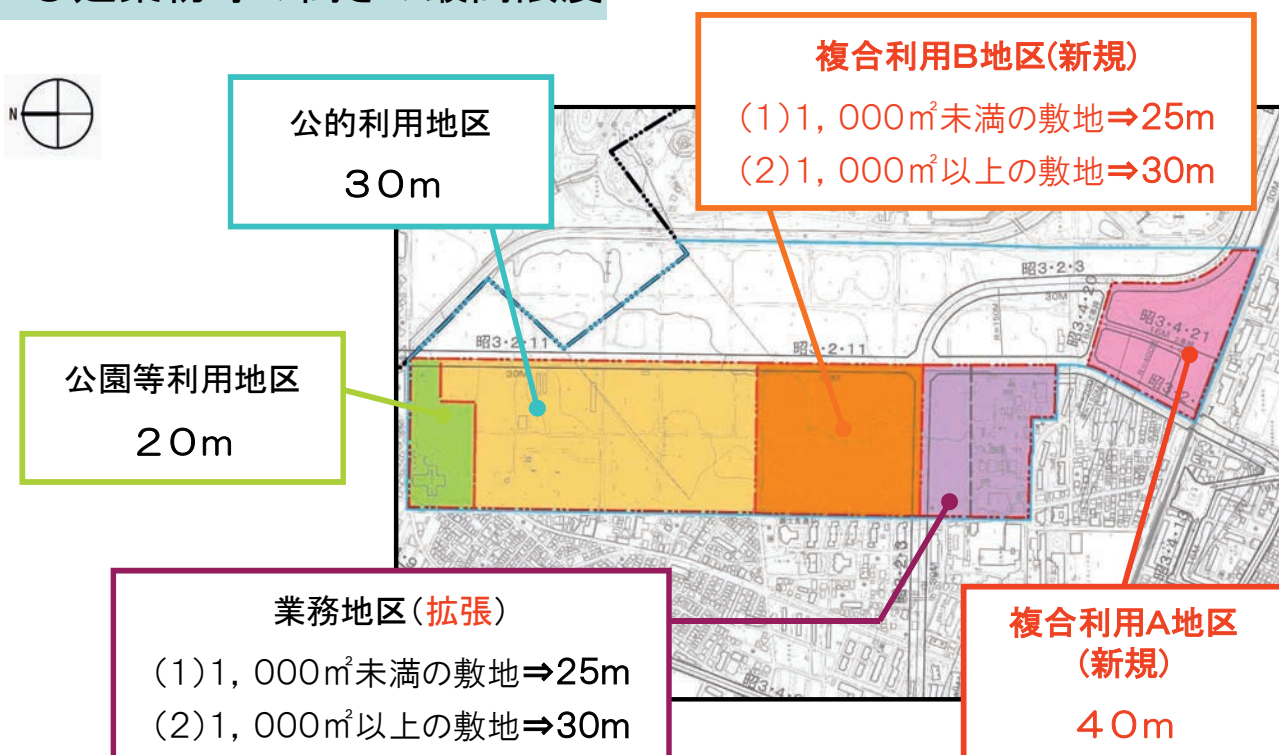 N
公的利用地区
30m
複合利用B地区(新規)
(1)1,000㎡未満の敷地⇒25m
(2)1,000㎡以上の敷地⇒30m
公園等利用地区
20m
昭3・2・3
30M
昭3・4・21
昭3・2・11
昭3・2・11
30M
業務地区(拡張)
(1)1,000㎡未満の敷地⇒25m
(2)1,000㎡以上の敷地⇒30m
複合利用A地区
(新規)
40m